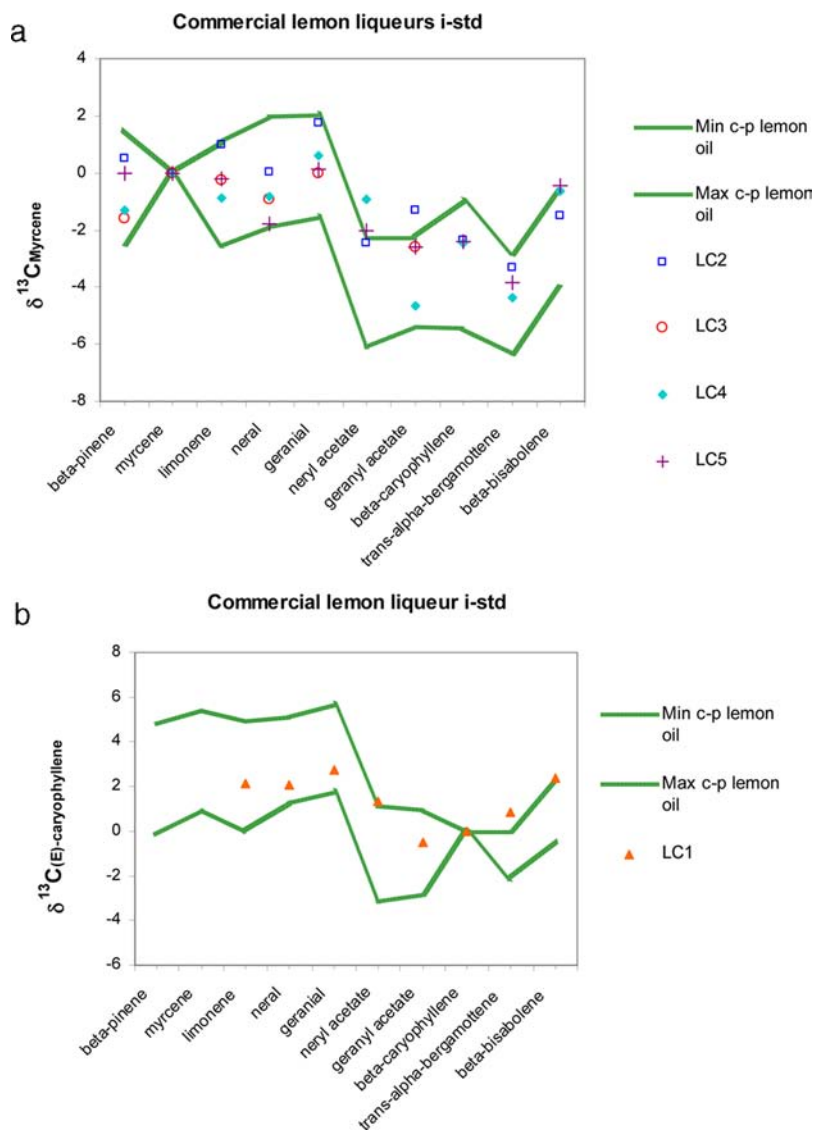 a
Commercial lemon liqueurs i-std
4
2
0
-2
-4
-6
-8
δ ¹³C Myrcene
beta-pinene
myrcene
limonene
neral
geranial
neryl acetate
geranyl acetate
beta-caryophyllene
trans-alpha-bergamottene
beta-bisabolene
Min c-p lemon
oil
Max c-p lemon
oil
LC2
LC3
LC4
LC5
b
Commercial lemon liqueur i-std
8
6
4
2
0
-2
-4
-6
δ ¹³C(E)-caryophyllene
beta-pinene
myrcene
limonene
neral
geranial
neryl acetate
geranyl acetate
beta-caryophyllene
trans-alpha-bergamottene
beta-bisabolene
Min c-p lemon
oil
Max c-p lemon
oil
LC1